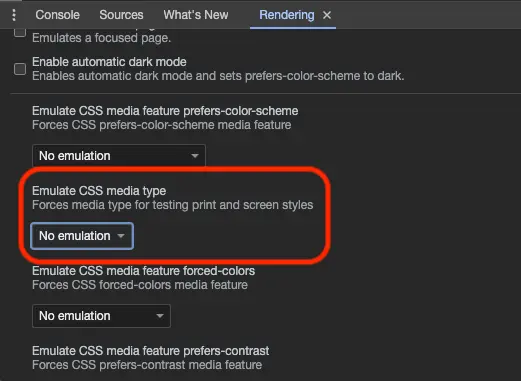 Console Sources What's New Rendering
Emulates a focused page.
Enable automatic dark mode
Enables automatic dark mode and sets prefers-color-scheme to dark.
Emulate CSS media feature prefers-color-scheme
Forces CSS prefers-color-scheme media feature
No emulation
Emulate CSS media type
Forces media type for testing print and screen styles
No emulation
Emulate CSS media feature forced-colors
Forces CSS forced-colors media feature
No emulation
Emulate CSS media feature prefers-contrast
Forces CSS prefers-contrast media feature